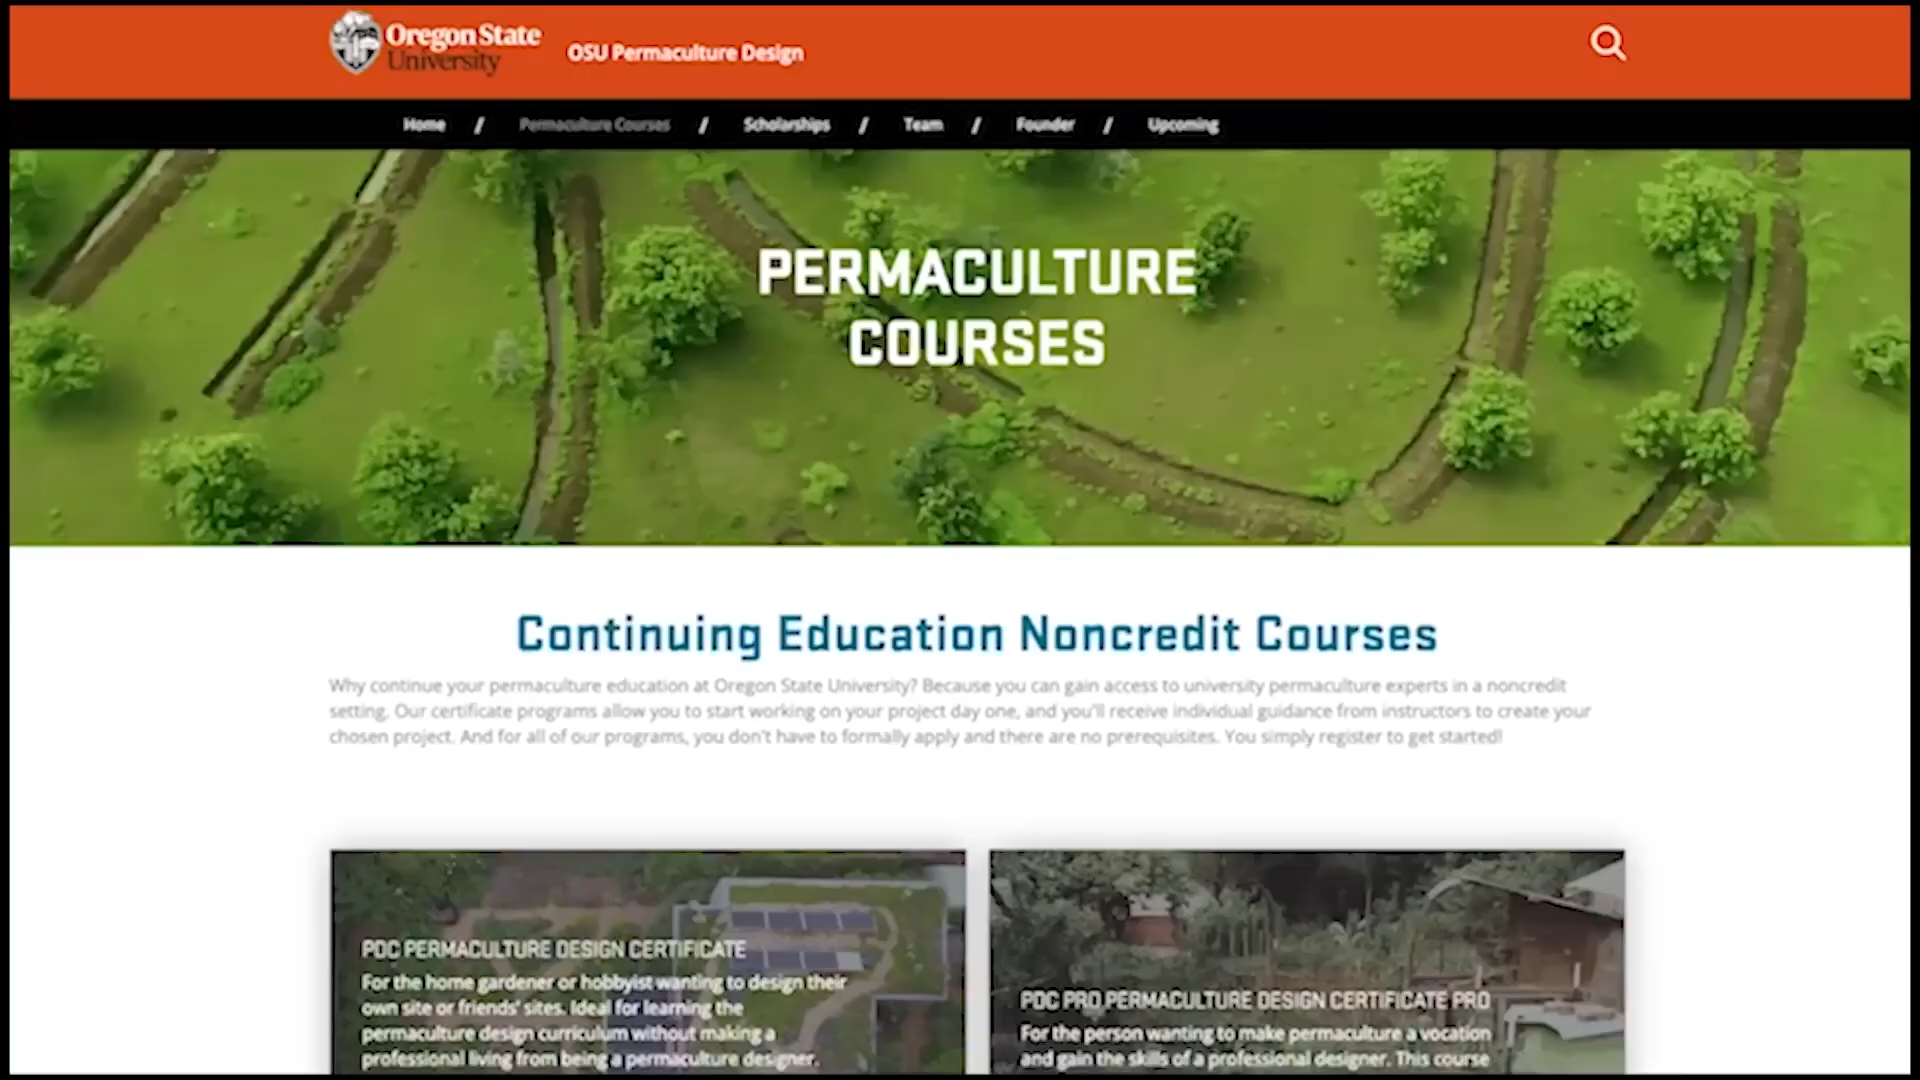 Oregon State
University
OSU Permaculture Design
Home / Permaculture Courses / Scholarships / Team / Founder / Upcoming
PERMACULTURE
COURSES
Continuing Education Noncredit Courses
Why continue your permaculture education at Oregon State University? Because you can gain access to university permaculture experts in a noncredit
setting. Our certificate programs allow you to start working on your project day one, and you'll receive individual guidance from instructors to create your
chosen project. And for all of our programs, you don't have to formally apply and there are no prerequisites. You simply register to get started!
PDC PERMACULTURE DESIGN CERTIFICATE
For the home gardener or hobbyist wanting to design their
own site or friends' sites. Ideal for learning the
permaculture design curriculum without making a
professional living from being a permaculture designer.
PDC PRO PERMACULTURE DESIGN CERTIFICATE PRO
For the person wanting to make permaculture a vocation
and gain the skills of a professional designer. This course